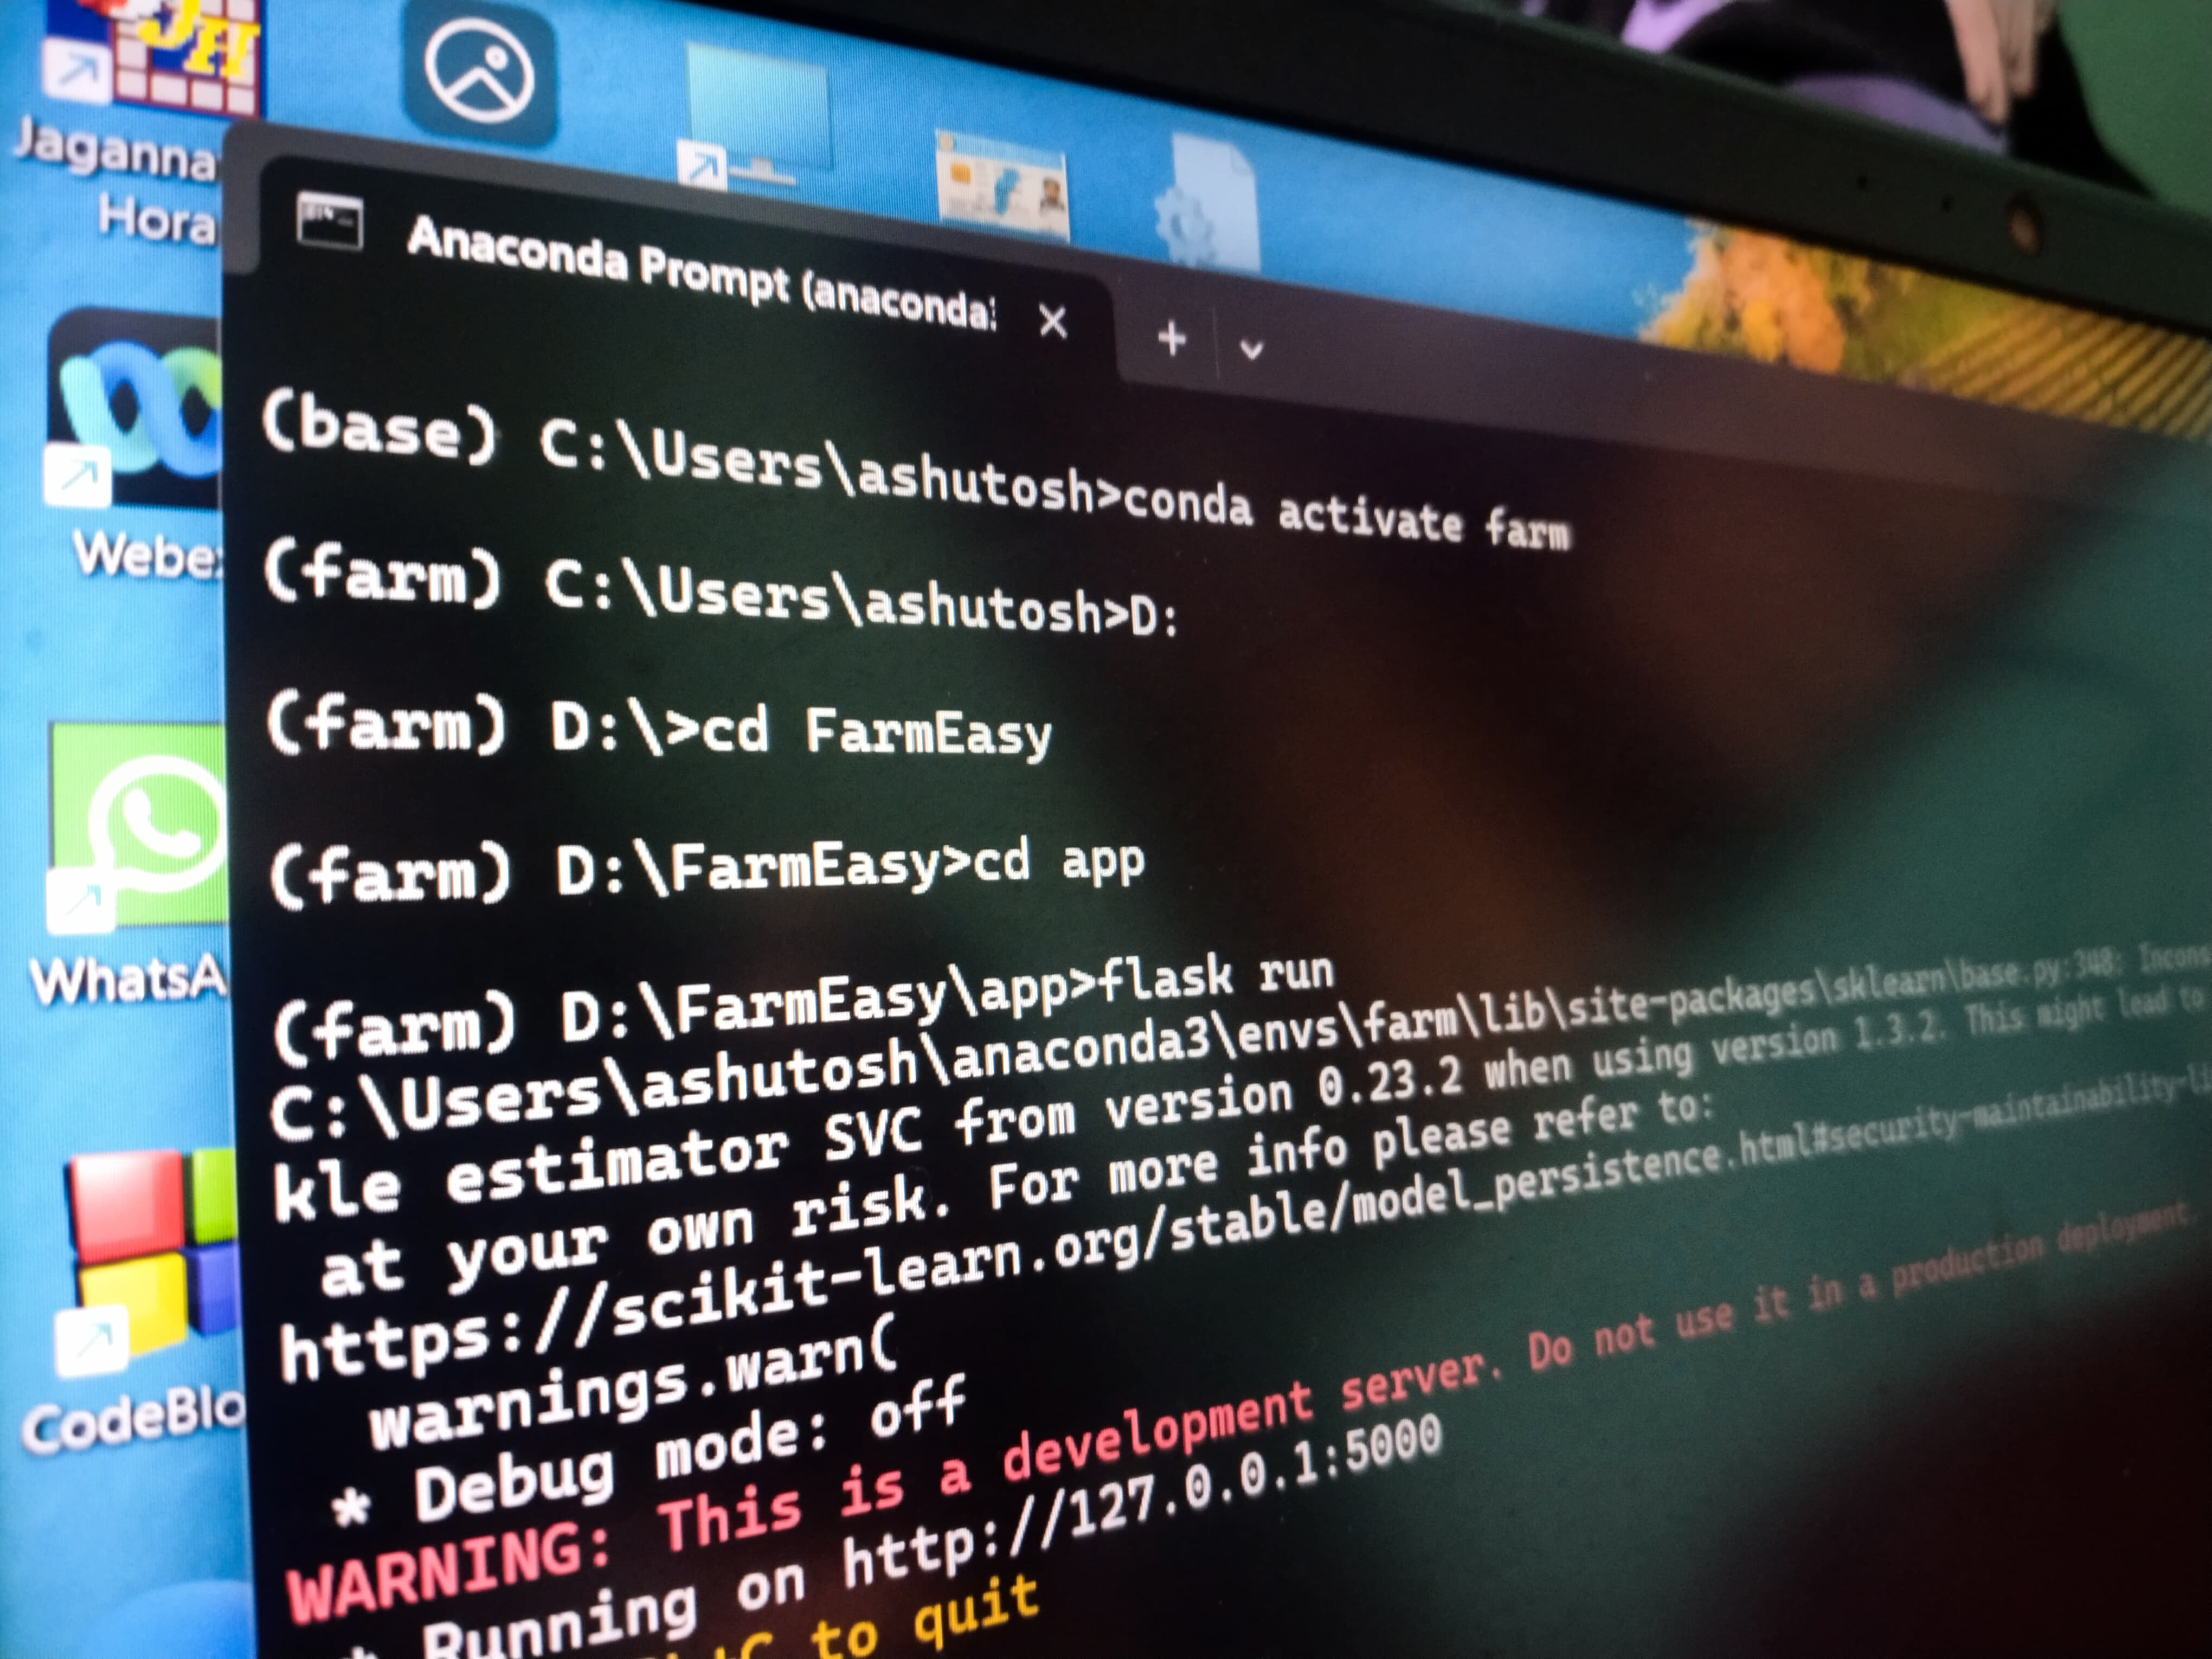 JH
Jaganna
Hora
Webex
WhatsA
CodeBlo
Anaconda Prompt (anaconda
(base) C:\Users\ashutosh>conda activate farm
(farm) C:\Users\ashutosh>D:
(farm) D:\>cd FarmEasy
(farm) D:\FarmEasy>cd app
(farm) D:\FarmEasy\app>flask run
C:\Users\ashutosh\anaconda3\envs\farm\lib\site-packages\sklearn\base.py:348: Incons
kle estimator SVC from version 0.23.2 when using version 1.3.2. This might lead to
at your own risk. For more info please refer to:
https://scikit-learn.org/stable/model_persistence.html#security-maintainability-li
warnings.warn(
* Debug mode: off
WARNING: This is a development server. Do not use it in a production deployment.
* Running on http://127.0.0.1:5000
to quit